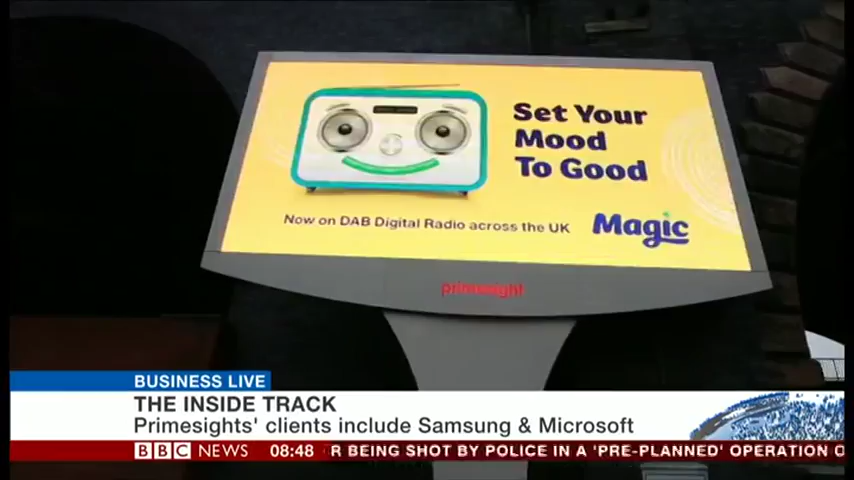 Set Your
Mood
To Good
Now on DAB Digital Radio across the UK
Magic
primesight
BUSINESS LIVE
THE INSIDE TRACK
Primesights' clients include Samsung & Microsoft
BBC NEWS 08:48 R BEING SHOT BY POLICE IN A 'PRE-PLANNED' OPERATION O